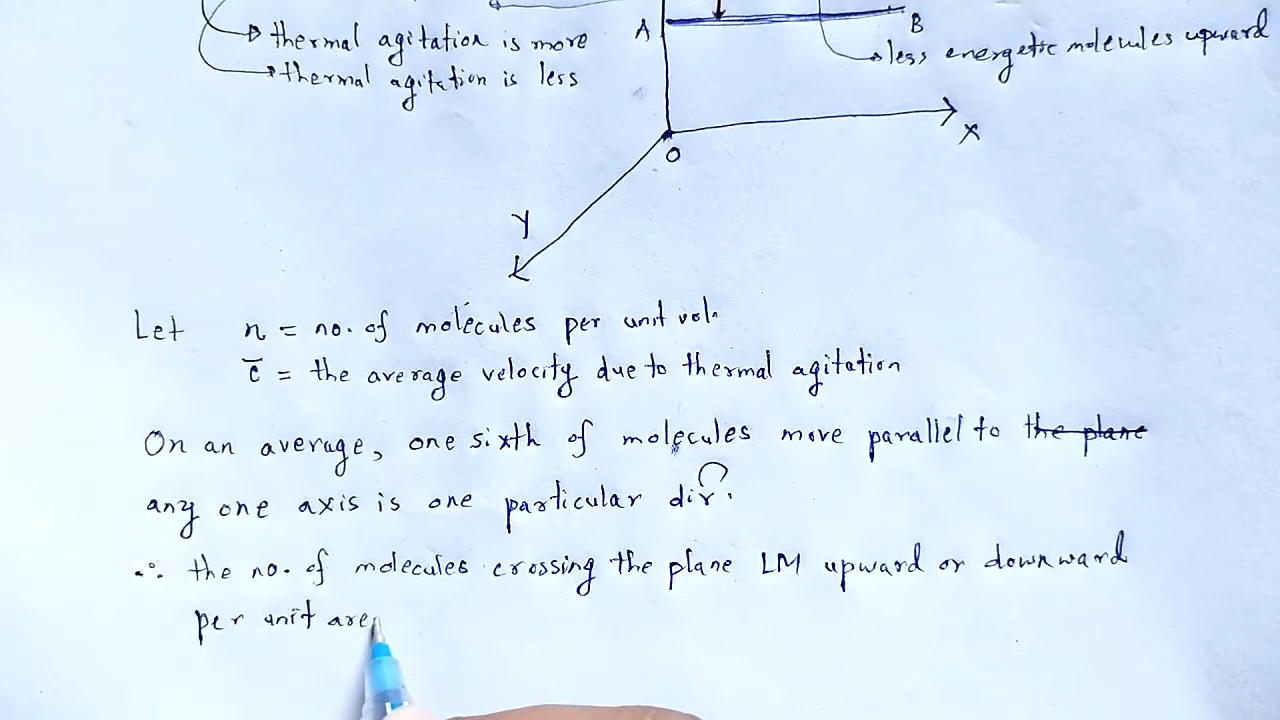 thermal agitation is more
thermal agitation is less
A
B
less energetic molecules upward
X
O
Y
Let n = no. of molecules per unit vol.
c̄ = the average velocity due to thermal agitation
On an average, one sixth of molecules move parallel to the plane
any one axis is one particular dirⁿ.
∴ the no. of molecules crossing the plane LM upward or downward
per unit area